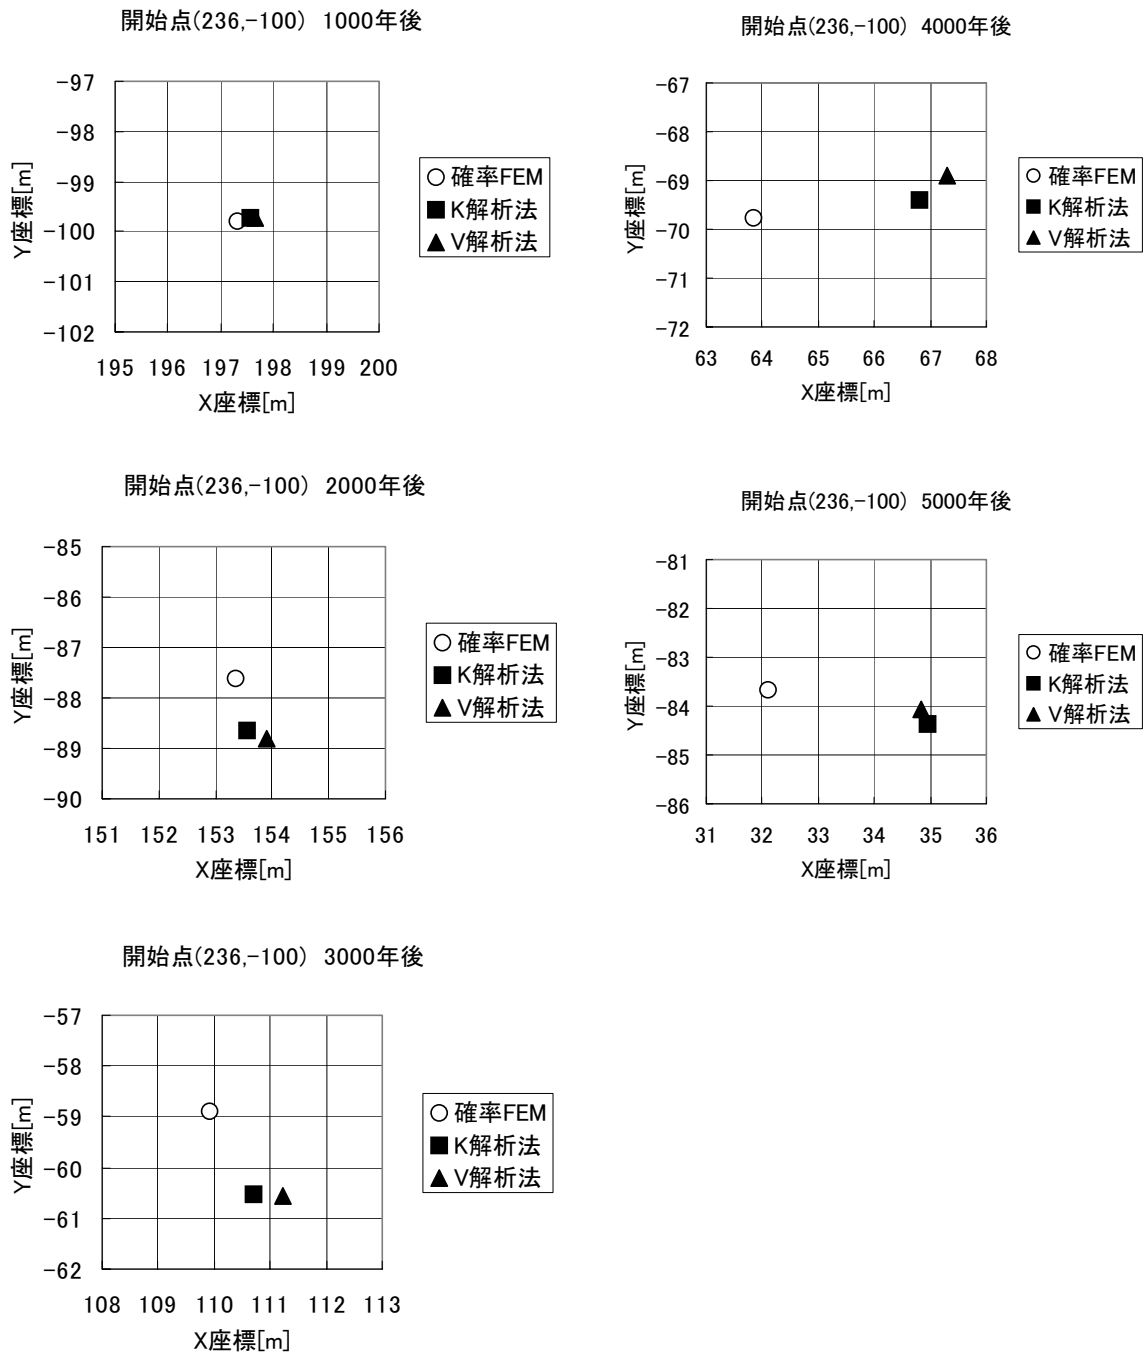 開始点(236,-100) 1000年後
-97
-98
-99
-100
-101
-102
Y座標[m]
195 196 197 198 199 200
X座標[m]
○確率FEM
■K解析法
▲V解析法
開始点(236,-100) 4000年後
-67
-68
-69
-70
-71
-72
Y座標[m]
63 64 65 66 67 68
X座標[m]
○確率FEM
■K解析法
▲V解析法
開始点(236,-100) 2000年後
-85
-86
-87
-88
-89
-90
Y座標[m]
151 152 153 154 155 156
X座標[m]
○確率FEM
■K解析法
▲V解析法
開始点(236,-100) 5000年後
-81
-82
-83
-84
-85
-86
Y座標[m]
31 32 33 34 35 36
X座標[m]
○確率FEM
■K解析法
▲V解析法
開始点(236,-100) 3000年後
-57
-58
-59
-60
-61
-62
Y座標[m]
108 109 110 111 112 113
X座標[m]
○確率FEM
■K解析法
▲V解析法